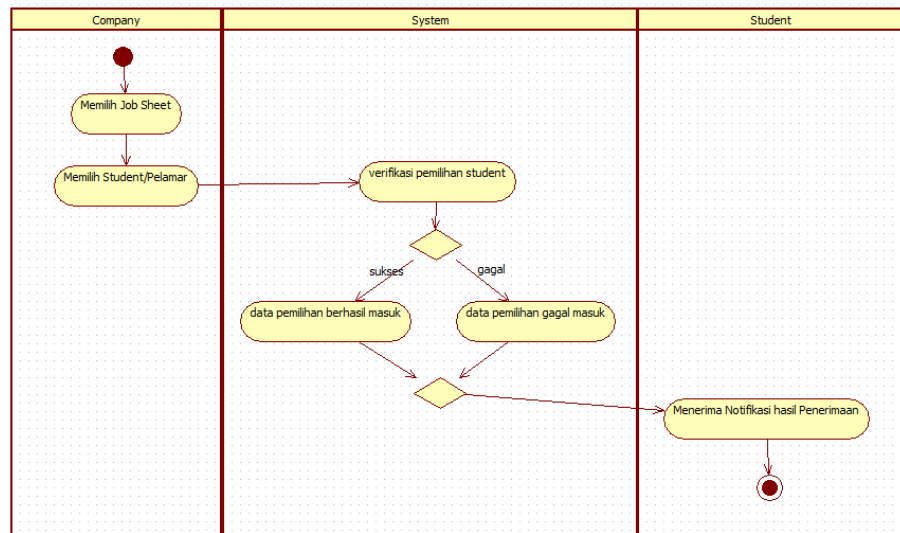 Company
System
Student
Memilih Job Sheet
Memilih Student/Pelamar
verifikasi pemilihan student
sukses
gagal
data pemilihan berhasil masuk
data pemilihan gagal masuk
Menerima Notifikasi hasil Penerimaan